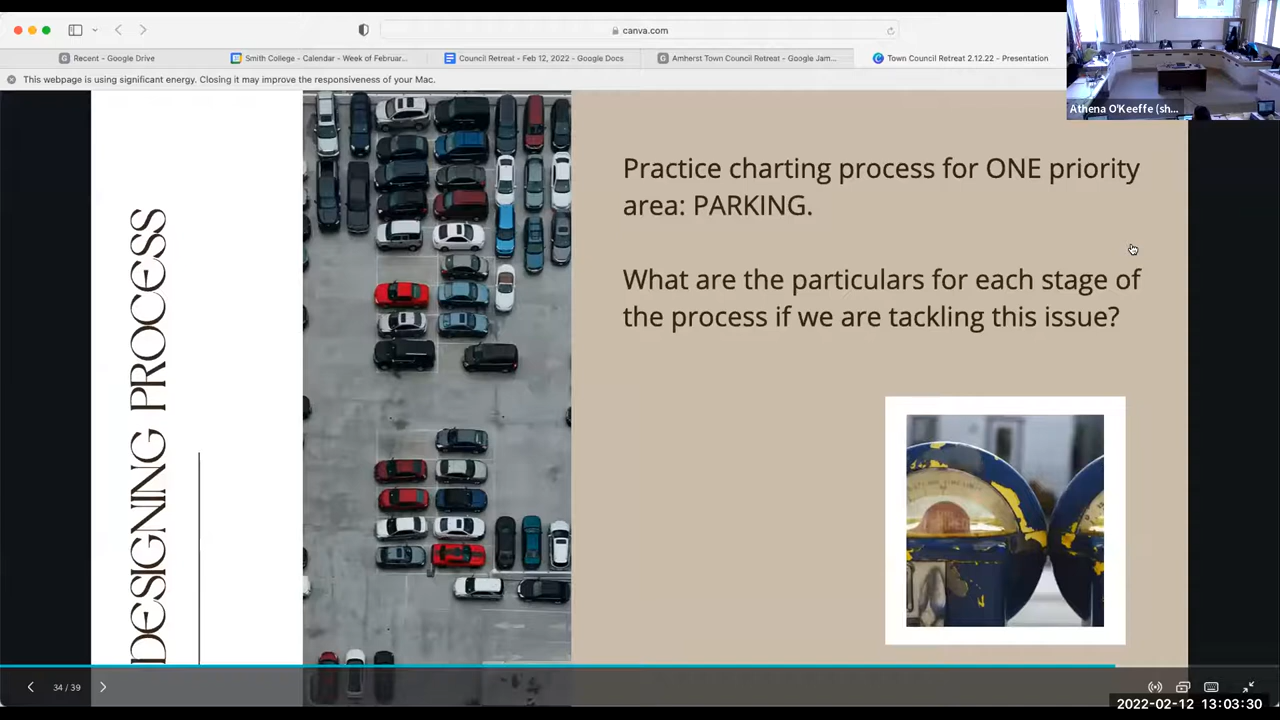 canva.com
Recent - Google Drive
Smith College - Calendar - Week of Februar...
Council Retreat - Feb 12, 2022 - Google Docs
Amherst Town Council Retreat - Google Jam...
Town Council Retreat 2.12.22 - Presentation
This webpage is using significant energy. Closing it may improve the responsiveness of your Mac.
Athena O'Keeffe (sh...
DESIGNING PROCESS
Practice charting process for ONE priority
area: PARKING.
What are the particulars for each stage of
the process if we are tackling this issue?
34 / 39
2022-02-12 13:03:30